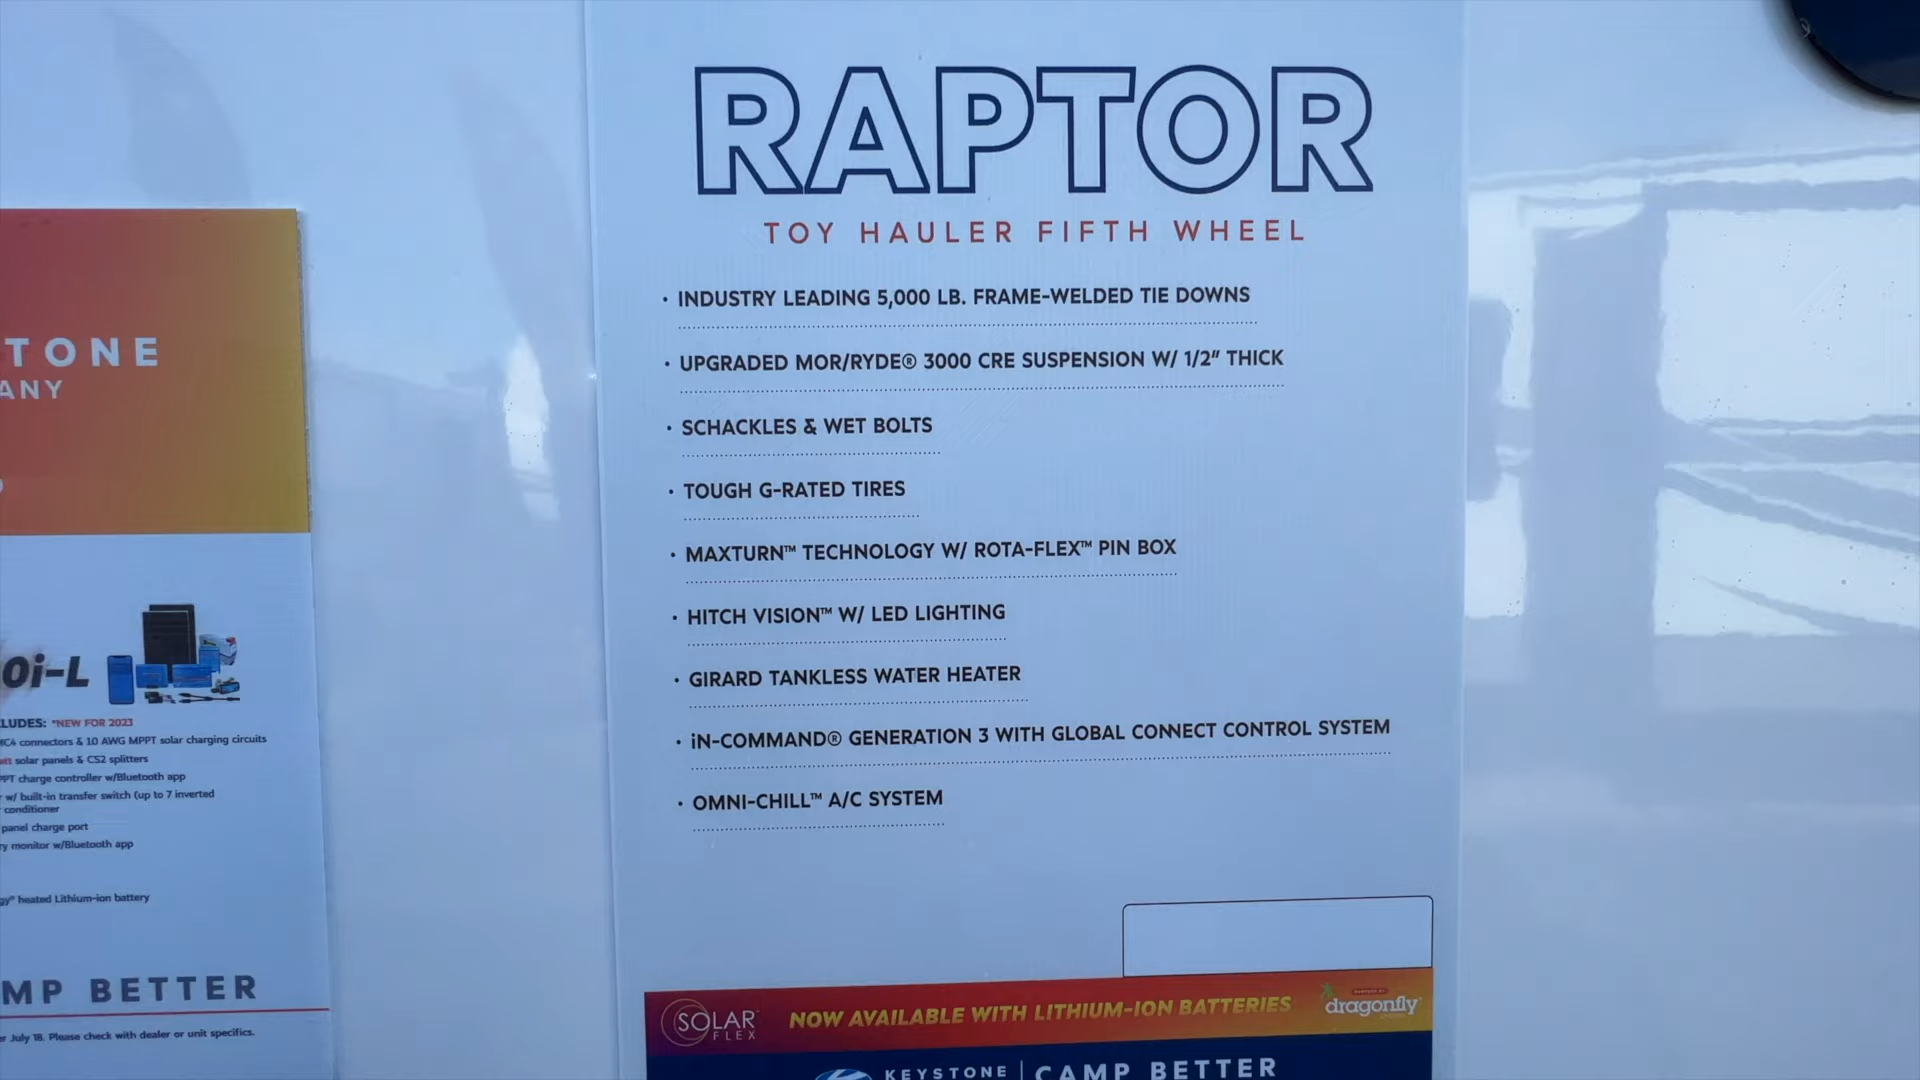 RAPTOR
TOY HAULER FIFTH WHEEL
• INDUSTRY LEADING 5,000 LB. FRAME-WELDED TIE DOWNS
• UPGRADED MOR/RYDE® 3000 CRE SUSPENSION W/ 1/2" THICK
• SCHACKLES & WET BOLTS
• TOUGH G-RATED TIRES
• MAXTURN™ TECHNOLOGY W/ ROTA-FLEX™ PIN BOX
• HITCH VISION™ W/ LED LIGHTING
• GIRARD TANKLESS WATER HEATER
• iN-COMMAND® GENERATION 3 WITH GLOBAL CONNECT CONTROL SYSTEM
• OMNI-CHILL™ A/C SYSTEM
SOLAR FLEX
NOW AVAILABLE WITH LITHIUM-ION BATTERIES
dragonfly
KEYSTONE | CAMP BETTER
TONE
ANY
0i-L
LUDES: *NEW FOR 2023
MC4 connectors & 10 AWG MPPT solar charging circuits
solar panels & CS2 splitters
charge controller w/Bluetooth app
w/ built-in transfer switch (up to 7 inverted
conditioner
panel charge port
monitor w/Bluetooth app
heated Lithium-ion battery
MP BETTER
July 18. Please check with dealer or unit specifics.